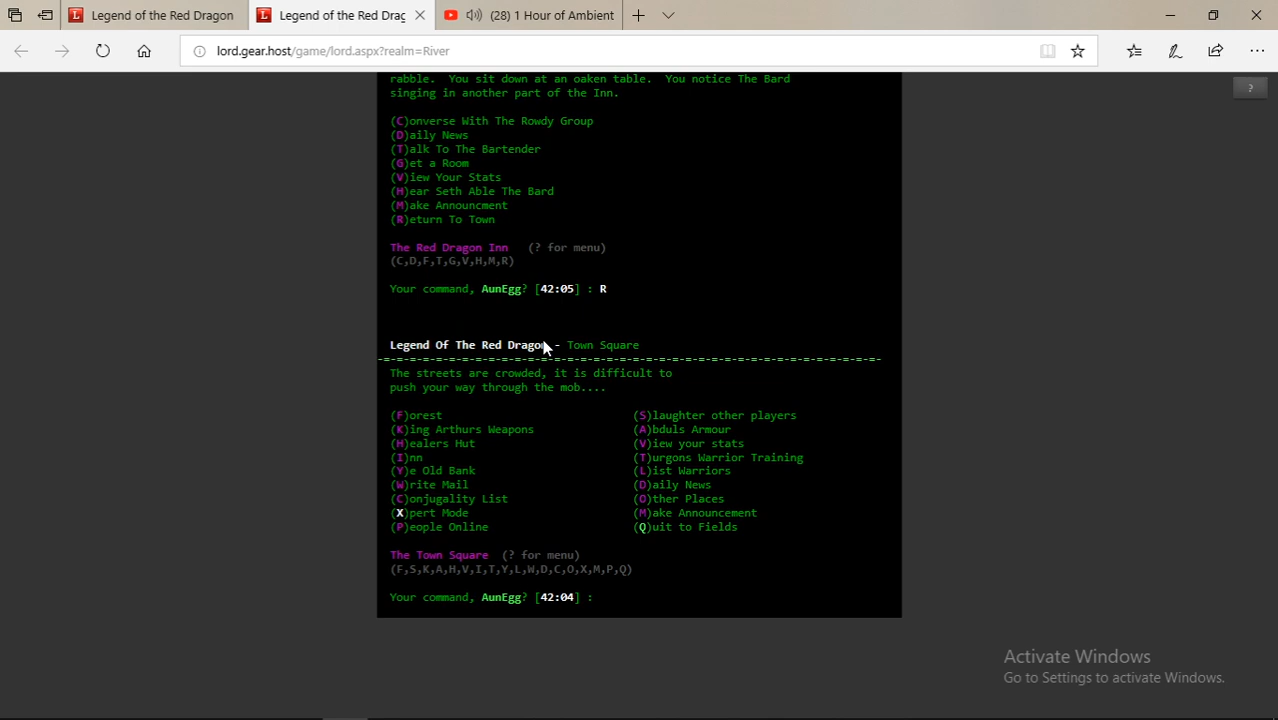 Legend of the Red Dragon
Legend of the Red Drag
(28) 1 Hour of Ambient
lord.gear.host/game/lord.aspx?realm=River
?
rabble.  You sit down at an oaken table.  You notice The Bard
singing in another part of the Inn.
(C)onverse With The Rowdy Group
(D)aily News
(T)alk To The Bartender
(G)et a Room
(V)iew Your Stats
(H)ear Seth Able The Bard
(M)ake Announcment
(R)eturn To Town
The Red Dragon Inn  (? for menu)
(C,D,F,T,G,V,H,M,R)
Your command, AunEgg? [42:05] : R
Legend Of The Red Dragon - Town Square
-=-=-=-=-=-=-=-=-=-=-=-=-=-=-=-=-=-=-=-=-=-=-=-=-=-=-=-=-=-=-=-=-=-=-=-=-=-
The streets are crowded, it is difficult to
push your way through the mob....
(F)orest (S)laughter other players
(K)ing Arthurs Weapons (A)bduls Armour
(H)ealers Hut (V)iew your stats
(I)nn (T)urgons Warrior Training
(Y)e Old Bank (L)ist Warriors
(W)rite Mail (D)aily News
(C)onjugality List (O)ther Places
(X)pert Mode (M)ake Announcement
(P)eople Online (Q)uit to Fields
The Town Square  (? for menu)
(F,S,K,A,H,V,I,T,Y,L,W,D,C,O,X,M,P,Q)
Your command, AunEgg? [42:04] :
Activate Windows
Go to Settings to activate Windows.